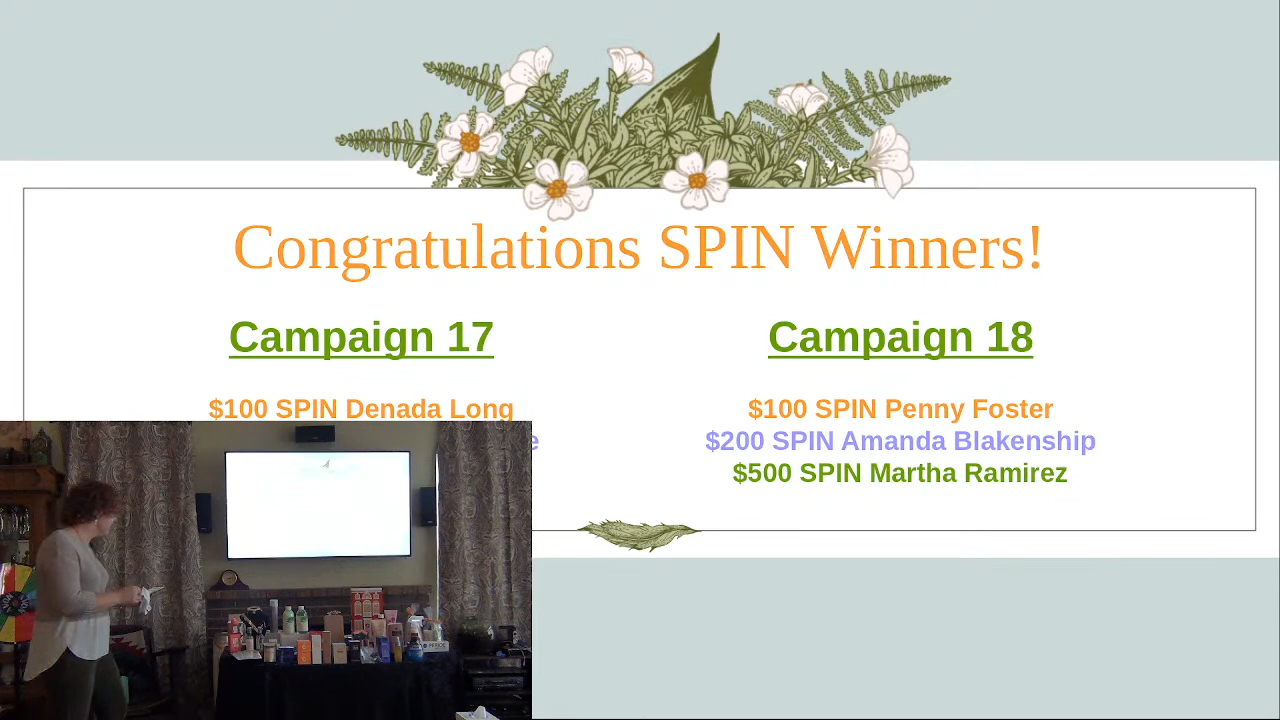 Congratulations SPIN Winners!
Campaign 17
$100 SPIN Denada Long
Campaign 18
$100 SPIN Penny Foster
$200 SPIN Amanda Blakenship
$500 SPIN Martha Ramirez